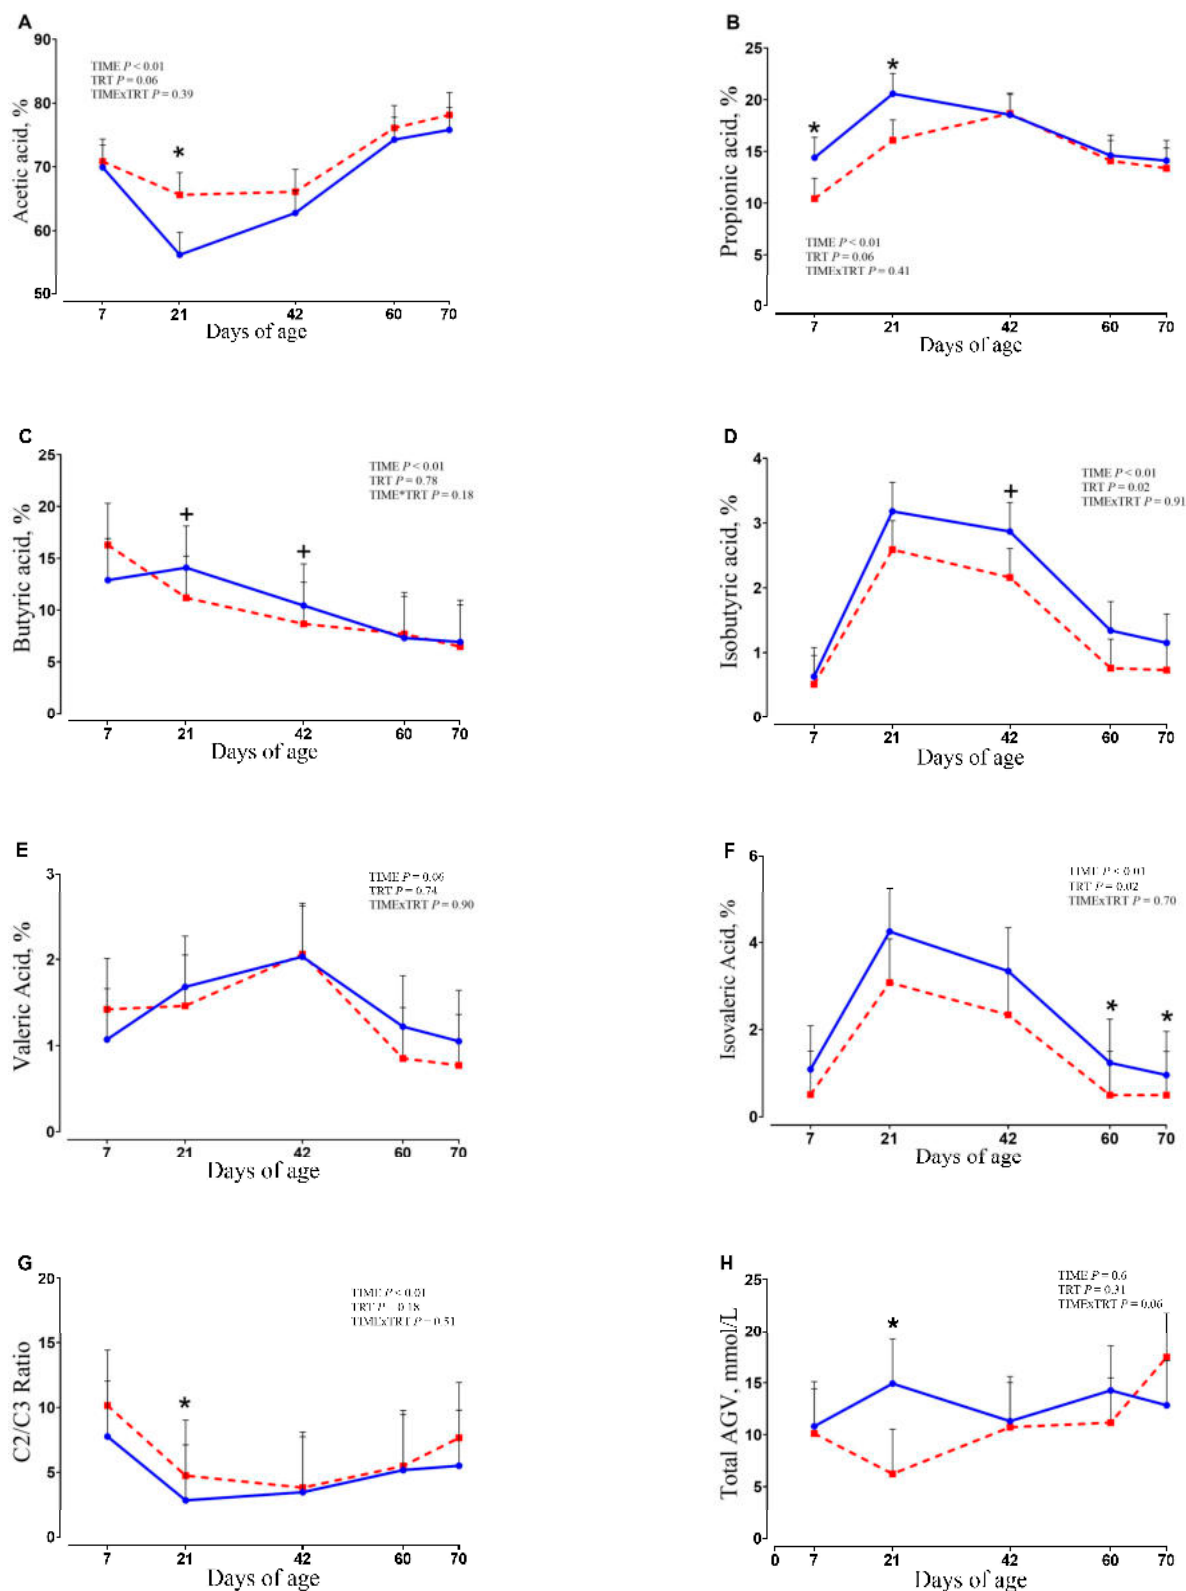 A
90
80
70
60
50
Acetic acid, %
TIME P < 0.01
TRT P = 0.06
TIMExTRT P = 0.39
*
7 21 42 60 70
Days of age
B
25
20
15
10
5
0
Propionic acid, %
*
*
TIME P < 0.01
TRT P = 0.06
TIMExTRT P = 0.41
7 21 42 60 70
Days of age
C
25
20
15
10
5
0
Butyric acid, %
TIME P < 0.01
TRT P = 0.78
TIME*TRT P = 0.18
+
+
7 21 42 60 70
Days of age
D
4
3
2
1
0
Isobutyric acid, %
TIME P < 0.01
TRT P = 0.02
TIMExTRT P = 0.91
+
7 21 42 60 70
Days of age
E
3
2
1
0
Valeric Acid, %
TIME P = 0.06
TRT P = 0.74
TIMExTRT P = 0.90
7 21 42 60 70
Days of age
F
6
4
2
0
Isovaleric Acid, %
TIME P < 0.01
TRT P = 0.02
TIMExTRT P = 0.70
*
*
7 21 42 60 70
Days of age
G
20
15
10
5
0
C2/C3 Ratio
TIME P < 0.01
TRT P = 0.18
TIMExTRT P = 0.51
*
7 21 42 60 70
Days of age
H
25
20
15
10
5
0
Total AGV, mmol/L
TIME P = 0.6
TRT P = 0.31
TIMExTRT P = 0.06
*
0 7 21 42 60 70
Days of age